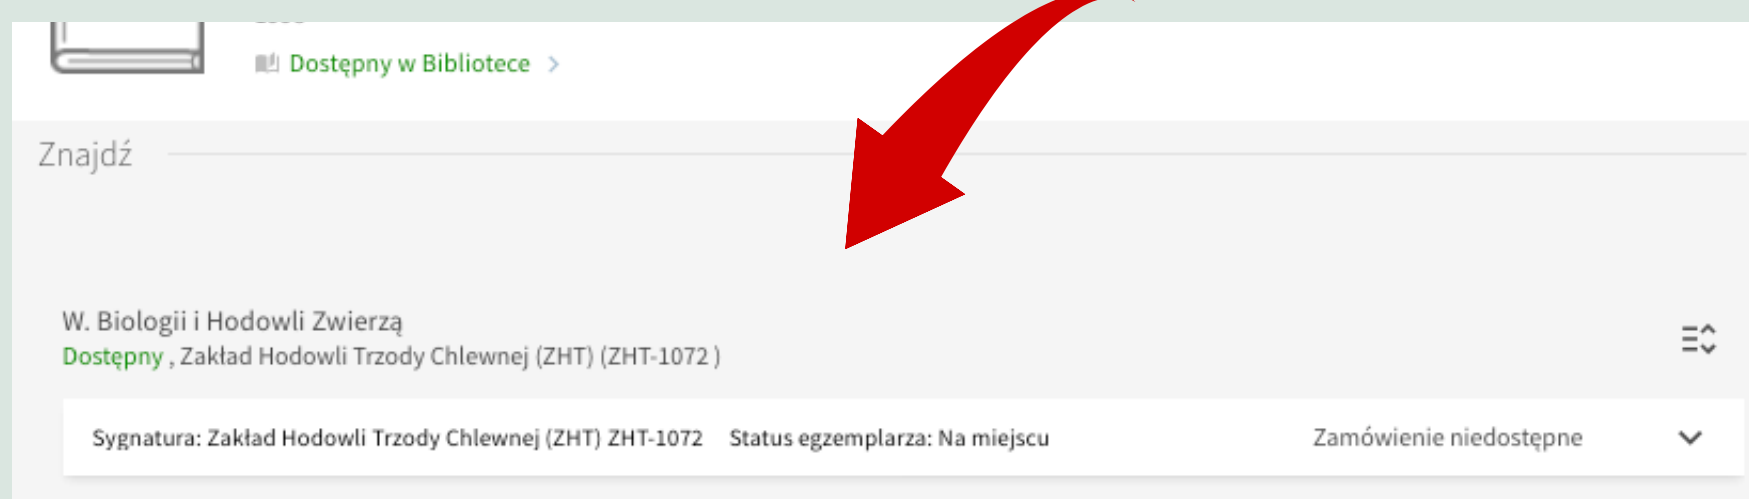 Dostępny w Bibliotece
Znajdź
W. Biologii i Hodowli Zwierzą
Dostępny , Zakład Hodowli Trzody Chlewnej (ZHT) (ZHT-1072 )
Sygnatura: Zakład Hodowli Trzody Chlewnej (ZHT) ZHT-1072 Status egzemplarza: Na miejscu Zamówienie niedostępne